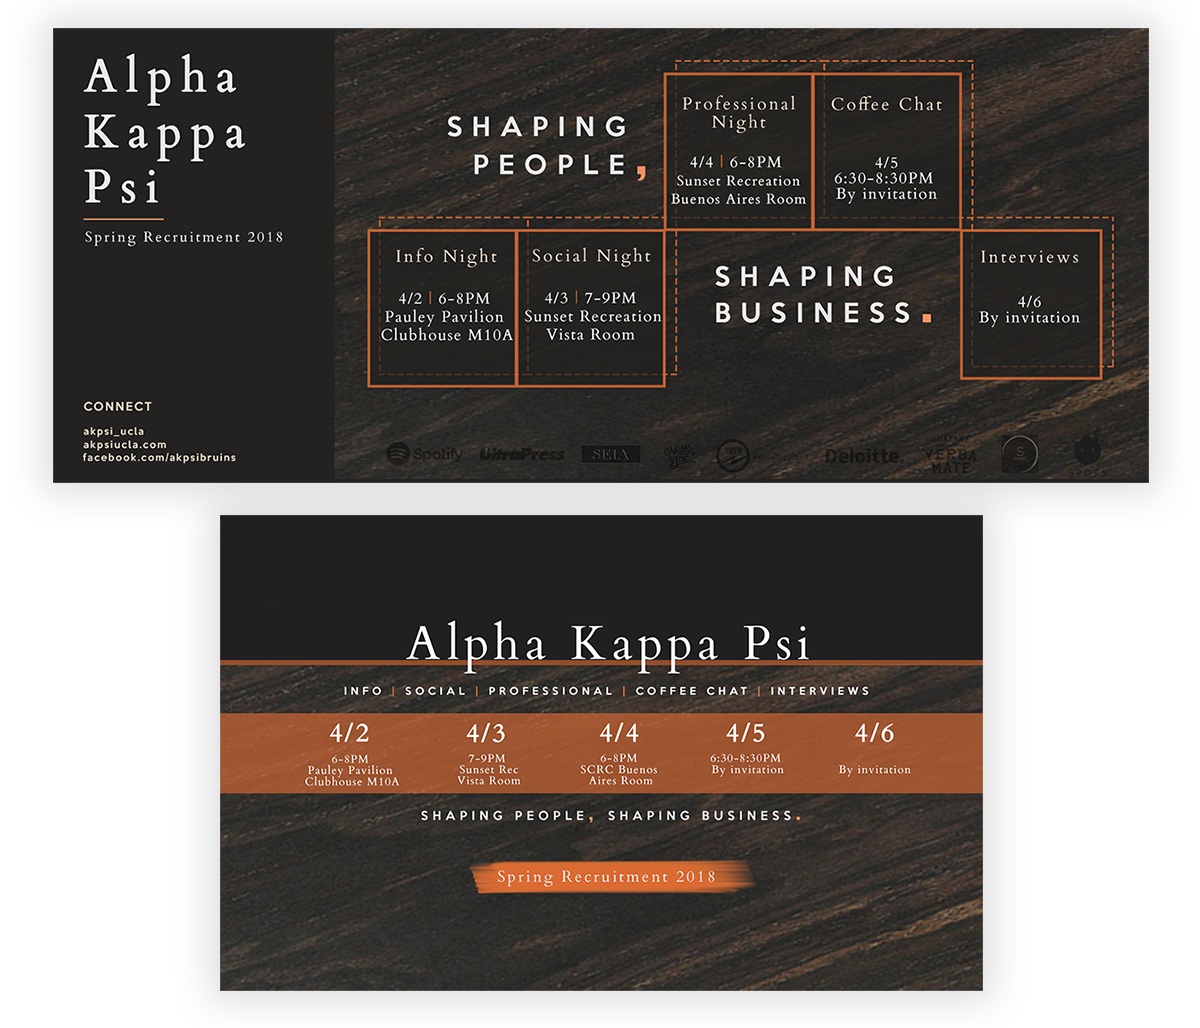 Alpha
Kappa
Psi
Spring Recruitment 2018
CONNECT
akpsi_ucla
akpsiucla.com
facebook.com/akpsibruins
SHAPING
PEOPLE,
Professional
Night
4/4 | 6-8PM
Sunset Recreation
Buenos Aires Room
Coffee Chat
4/5
6:30-8:30PM
By invitation
Info Night
4/2 | 6-8PM
Pauley Pavilion
Clubhouse M10A
Social Night
4/3 | 7-9PM
Sunset Recreation
Vista Room
SHAPING
BUSINESS.
Interviews
4/6
By invitation
Spotify
UltraPress
SEIA
Deloitte.
GUAYAKI
YERBA
MATE
S
SPOTS
Alpha Kappa Psi
INFO | SOCIAL | PROFESSIONAL | COFFEE CHAT | INTERVIEWS
4/2
6-8PM
Pauley Pavilion
Clubhouse M10A
4/3
7-9PM
Sunset Rec
Vista Room
4/4
6-8PM
SCRC Buenos
Aires Room
4/5
6:30-8:30PM
By invitation
4/6
By invitation
SHAPING PEOPLE, SHAPING BUSINESS.
Spring Recruitment 2018